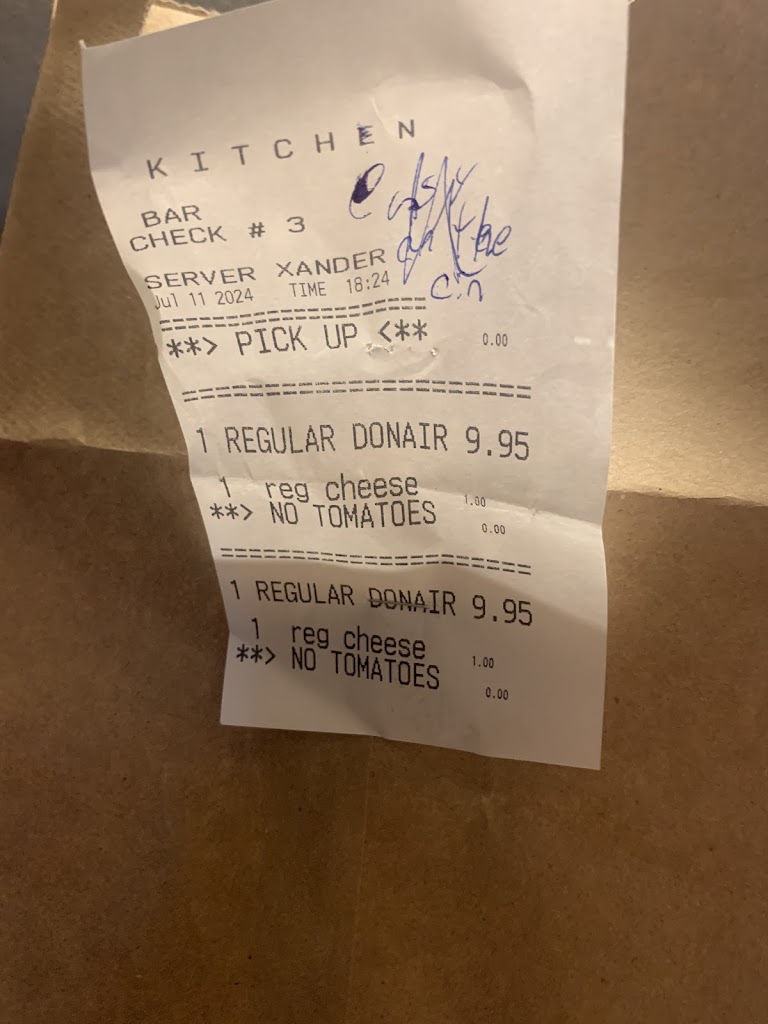 K I T C H E N
BAR
CHECK # 3
on the
SERVER XANDER
Jul 11 2024 TIME 18:24
**> PICK UP <** 0.00
1 REGULAR DONAIR 9.95
1 reg cheese 1.00
**> NO TOMATOES 0.00
1 REGULAR DONAIR 9.95
1 reg cheese 1.00
**> NO TOMATOES 0.00